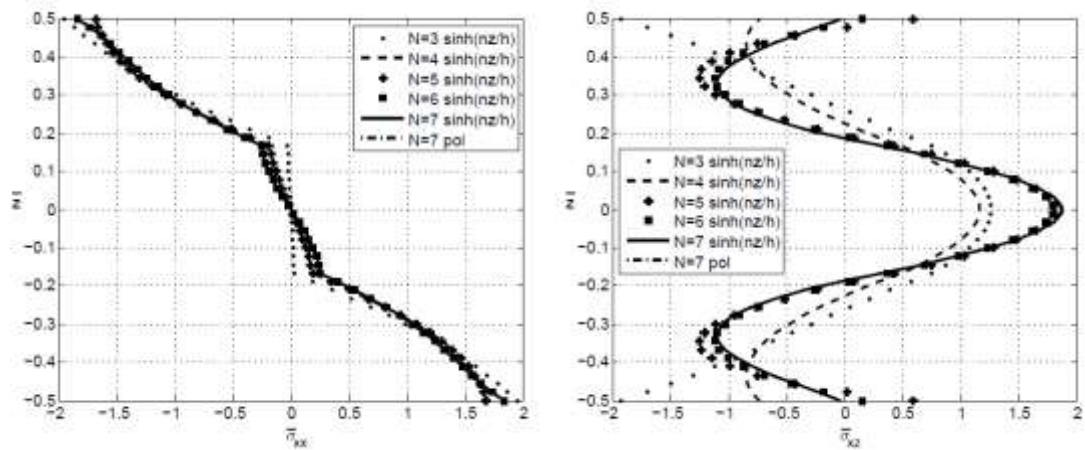 0.5
0.4
0.3
0.2
0.1
0
−0.1
−0.2
−0.3
−0.4
−0.5
−2 −1.5 −1 −0.5 0 0.5 1 1.5 2
σ̅xx
N=3 sinh(nz/h)
N=4 sinh(nz/h)
N=5 sinh(nz/h)
N=6 sinh(nz/h)
N=7 sinh(nz/h)
N=7 pol
0.5
0.4
0.3
0.2
0.1
0
−0.1
−0.2
−0.3
−0.4
−0.5
−2 −1.5 −1 −0.5 0 0.5 1 1.5 2
σ̅xz
N=3 sinh(nz/h)
N=4 sinh(nz/h)
N=5 sinh(nz/h)
N=6 sinh(nz/h)
N=7 sinh(nz/h)
N=7 pol